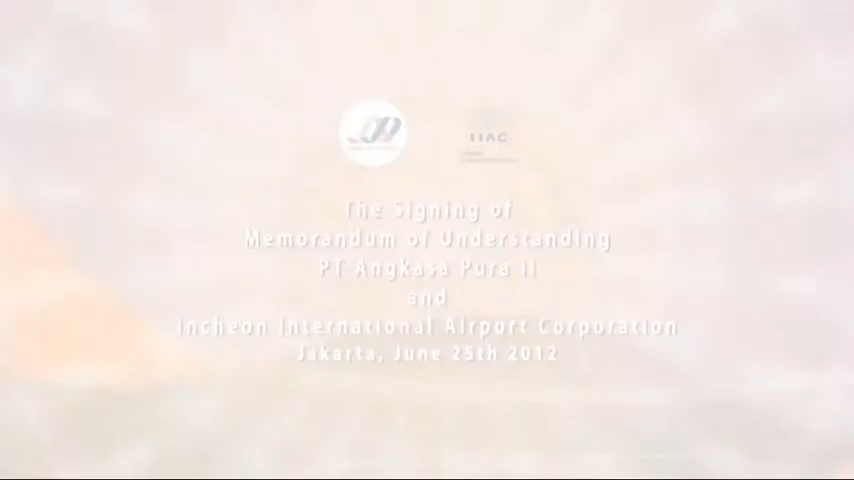 IIAC
The Signing of
Memorandum of Understanding
PT Angkasa Pura II
and
Incheon International Airport Corporation
Jakarta, June 25th 2012